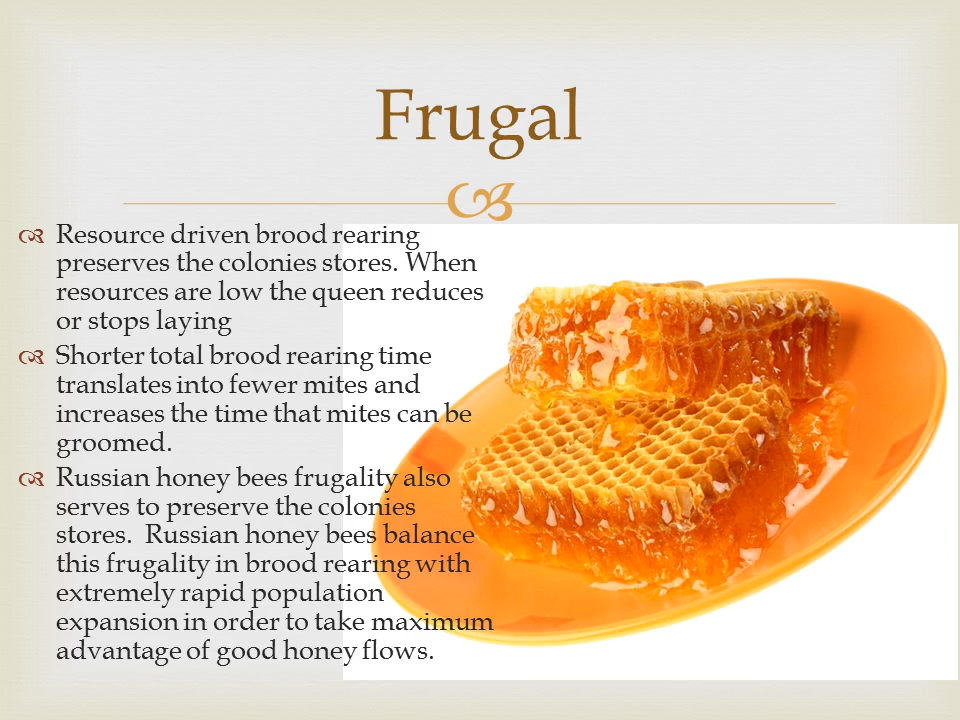 Frugal
Resource driven brood rearing
preserves the colonies stores. When
resources are low the queen reduces
or stops laying
Shorter total brood rearing time
translates into fewer mites and
increases the time that mites can be
groomed.
Russian honey bees frugality also
serves to preserve the colonies
stores.  Russian honey bees balance
this frugality in brood rearing with
extremely rapid population
expansion in order to take maximum
advantage of good honey flows.